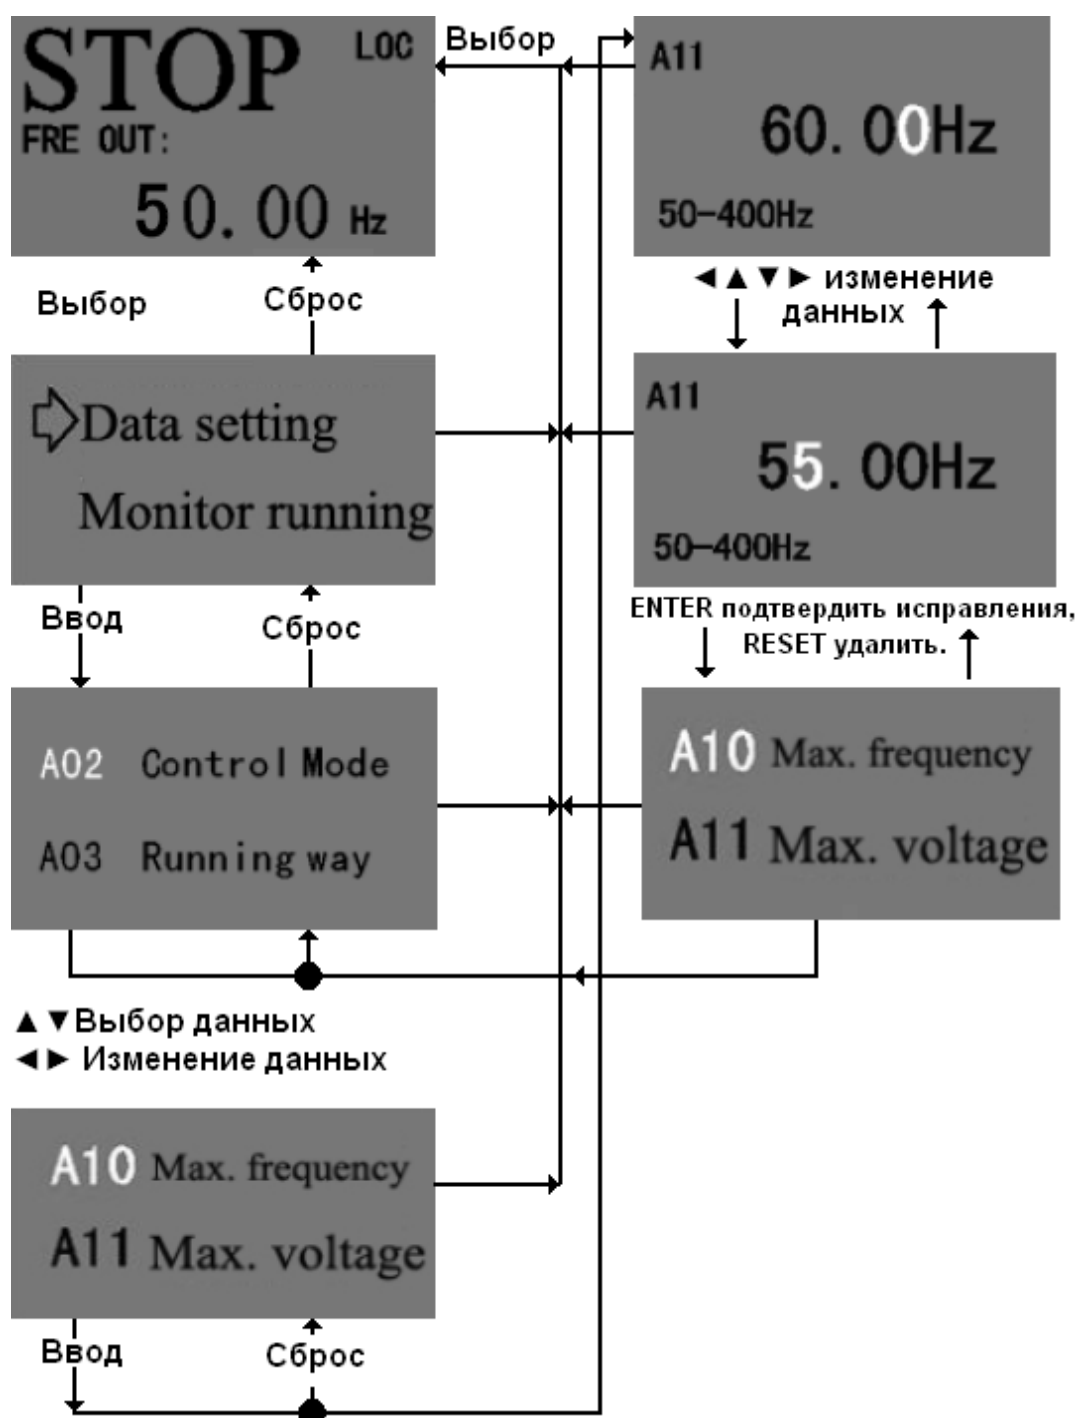 STOP LOC
FRE OUT:
50.00 Hz
Выбор
Сброс
Data setting
Monitor running
Ввод
Сброс
A02 Control Mode
A03 Running way
▲ ▼ Выбор данных
◄ ► Изменение данных
A10 Max. frequency
A11 Max. voltage
Ввод
Сброс
Выбор
A11
60.00Hz
50-400Hz
◄ ▲ ▼ ► изменение
данных
A11
55.00Hz
50-400Hz
ENTER подтвердить исправления,
RESET удалить.
A10 Max. frequency
A11 Max. voltage